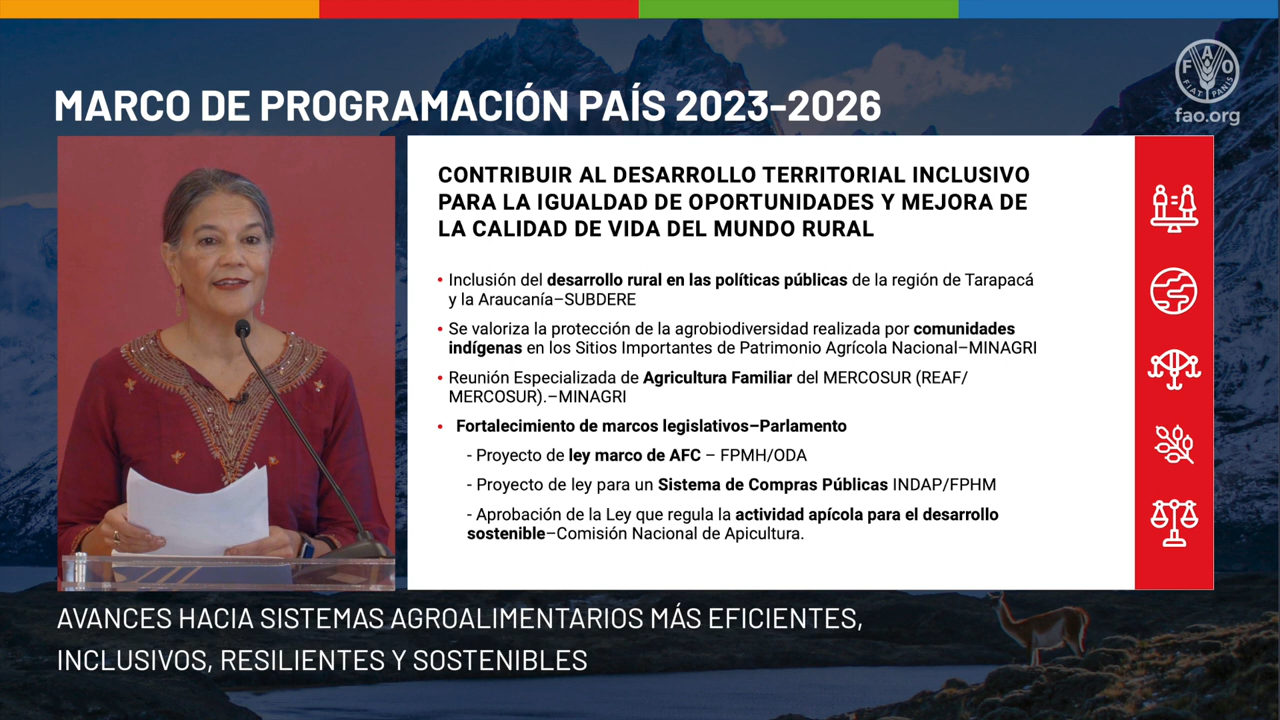 FAO
FIAT PANIS
fao.org
MARCO DE PROGRAMACIÓN PAÍS 2023-2026
CONTRIBUIR AL DESARROLLO TERRITORIAL INCLUSIVO
PARA LA IGUALDAD DE OPORTUNIDADES Y MEJORA DE
LA CALIDAD DE VIDA DEL MUNDO RURAL
• Inclusión del desarrollo rural en las políticas públicas de la región de Tarapacá
y la Araucanía–SUBDERE
• Se valoriza la protección de la agrobiodiversidad realizada por comunidades
indígenas en los Sitios Importantes de Patrimonio Agrícola Nacional–MINAGRI
• Reunión Especializada de Agricultura Familiar del MERCOSUR (REAF/
MERCOSUR).–MINAGRI
• Fortalecimiento de marcos legislativos–Parlamento
- Proyecto de ley marco de AFC – FPMH/ODA
- Proyecto de ley para un Sistema de Compras Públicas INDAP/FPHM
- Aprobación de la Ley que regula la actividad apícola para el desarrollo
sostenible–Comisión Nacional de Apicultura.
AVANCES HACIA SISTEMAS AGROALIMENTARIOS MÁS EFICIENTES,
INCLUSIVOS, RESILIENTES Y SOSTENIBLES